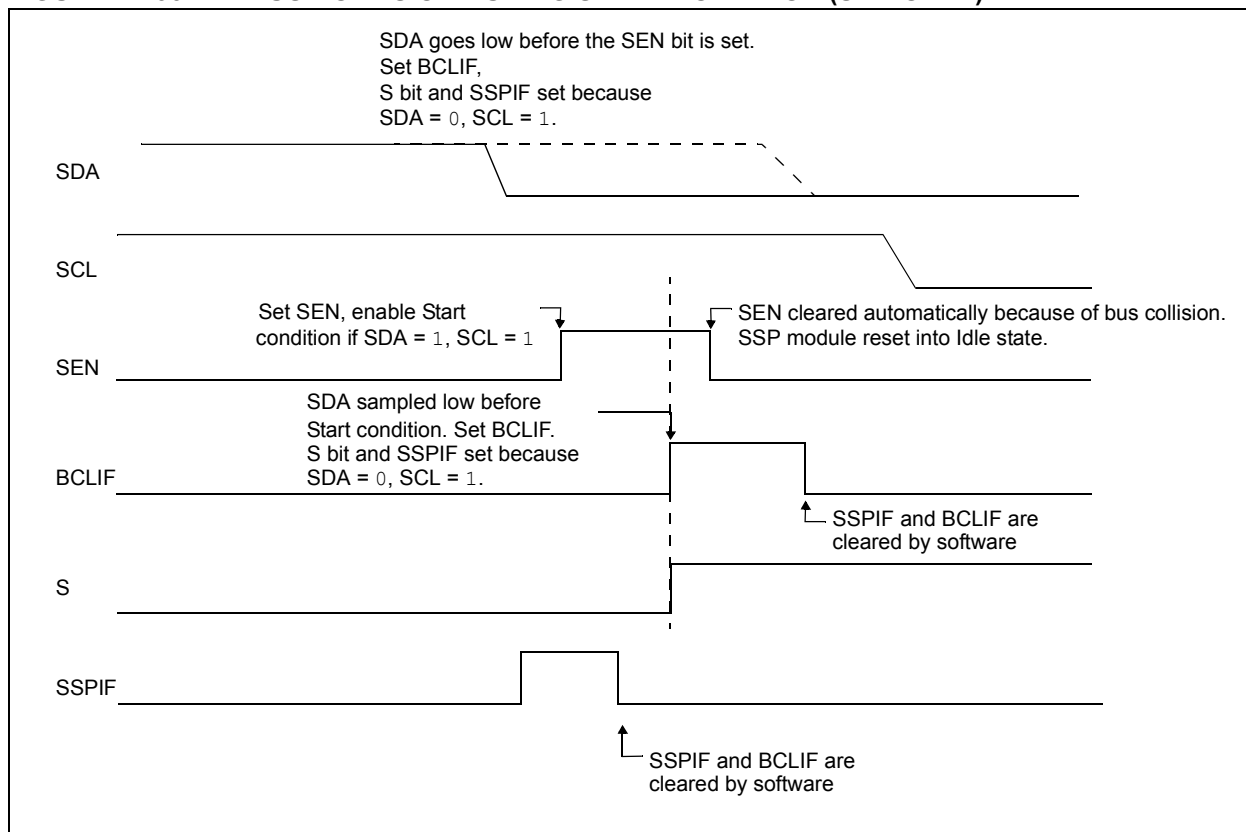 SDA goes low before the SEN bit is set.
Set BCLIF,
S bit and SSPIF set because
SDA = 0, SCL = 1.
SDA
SCL
Set SEN, enable Start
condition if SDA = 1, SCL = 1
SEN cleared automatically because of bus collision.
SSP module reset into Idle state.
SEN
SDA sampled low before
Start condition. Set BCLIF.
S bit and SSPIF set because
SDA = 0, SCL = 1.
BCLIF
SSPIF and BCLIF are
cleared by software
S
SSPIF
SSPIF and BCLIF are
cleared by software